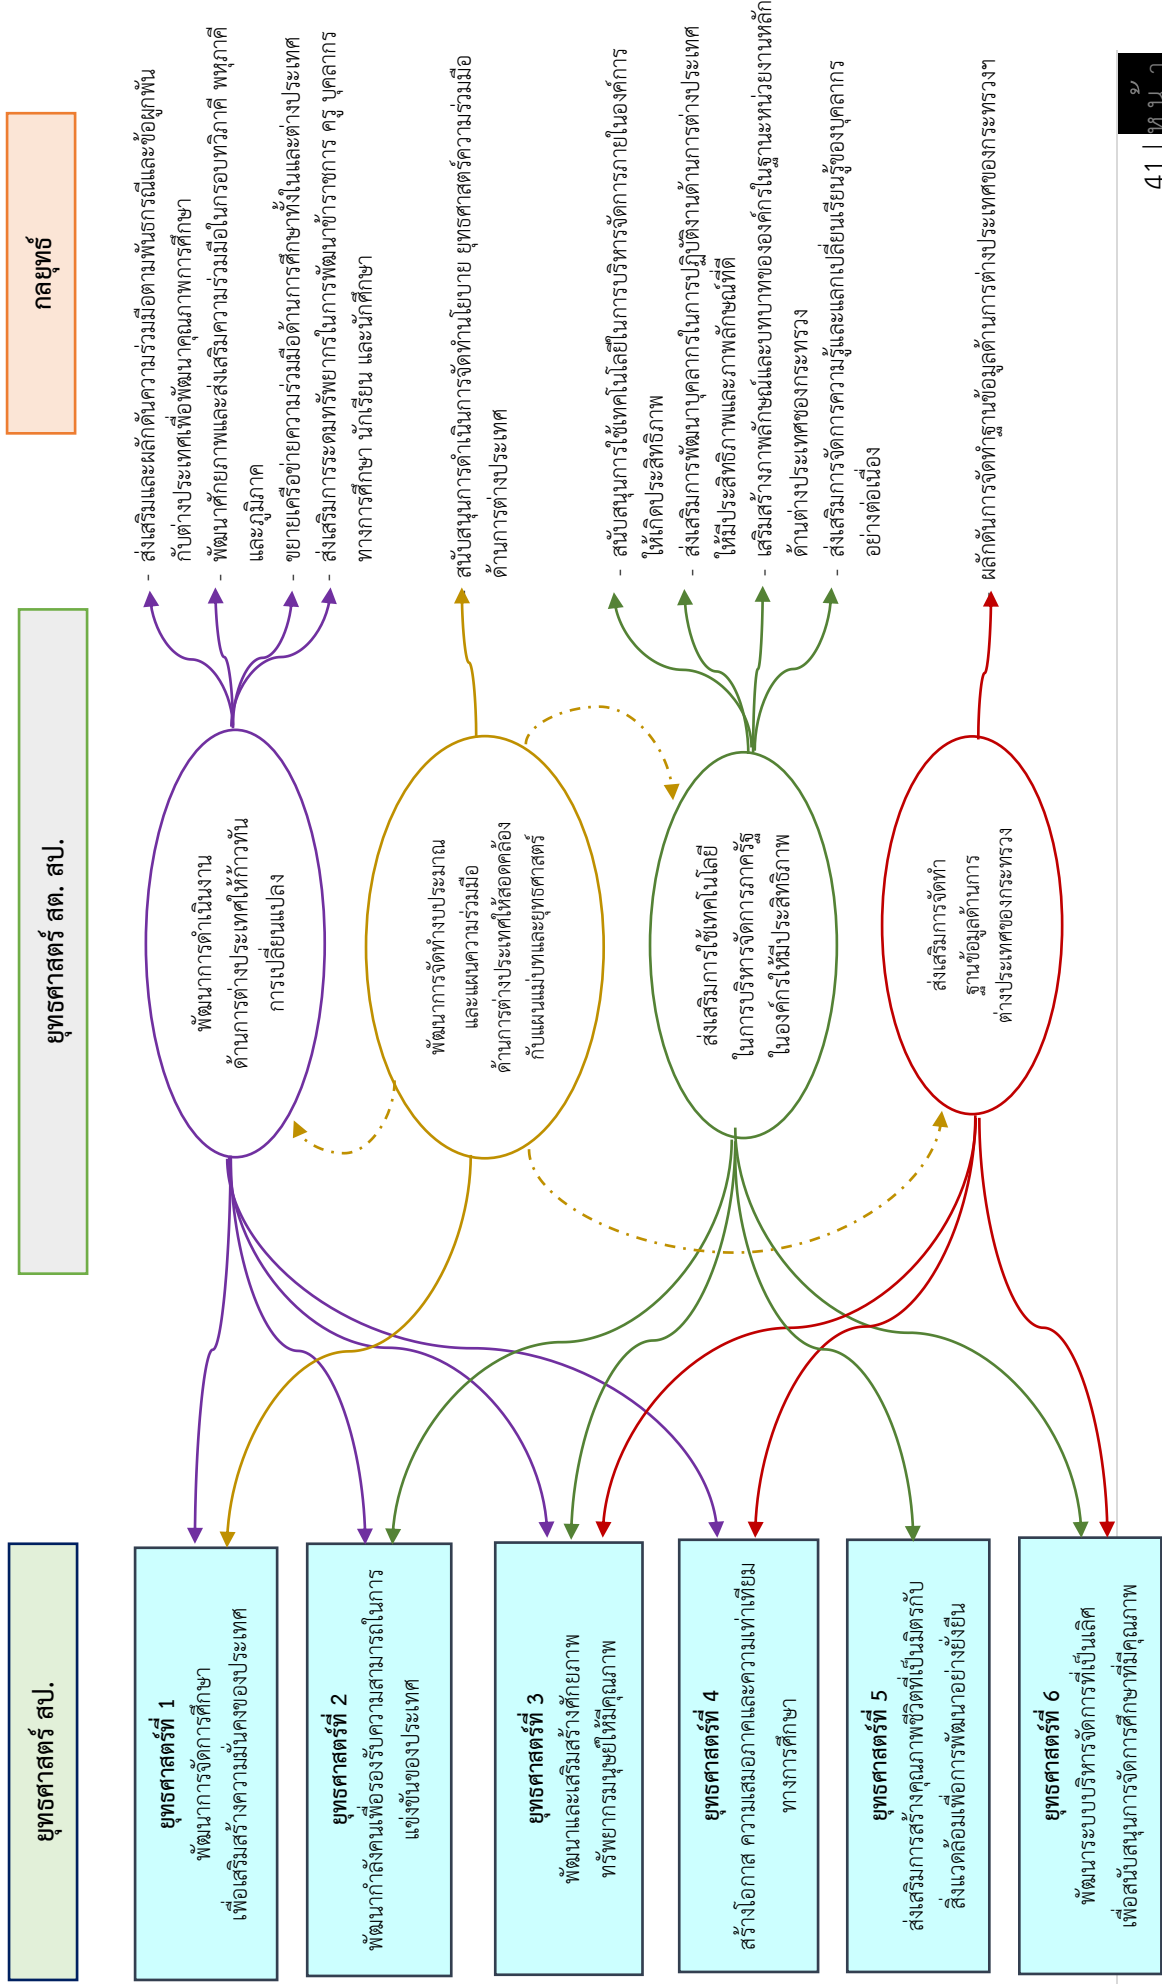 ยุทธศาสตร์ สป.
ยุทธศาสตร์ สต. สป.
กลยุทธ์
ยุทธศาสตร์ที่ 1
พัฒนาการจัดการศึกษา
เพื่อเสริมสร้างความมั่นคงของประเทศ
ยุทธศาสตร์ที่ 2
พัฒนากำลังคนเพื่อรองรับความสามารถในการ
แข่งขันของประเทศ
ยุทธศาสตร์ที่ 3
พัฒนาและเสริมสร้างศักยภาพ
ทรัพยากรมนุษย์ให้มีคุณภาพ
ยุทธศาสตร์ที่ 4
สร้างโอกาส ความเสมอภาคและความเท่าเทียม
ทางการศึกษา
ยุทธศาสตร์ที่ 5
ส่งเสริมการสร้างคุณภาพชีวิตที่เป็นมิตรกับ
สิ่งแวดล้อมเพื่อการพัฒนาอย่างยั่งยืน
ยุทธศาสตร์ที่ 6
พัฒนาระบบบริหารจัดการที่เป็นเลิศ
เพื่อสนับสนุนการจัดการศึกษาที่มีคุณภาพ
พัฒนาการดำเนินงาน
ด้านการต่างประเทศให้ก้าวทัน
การเปลี่ยนแปลง
พัฒนาการจัดทำงบประมาณ
และแผนความร่วมมือ
ด้านการต่างประเทศให้สอดคล้อง
กับแผนแม่บทและยุทธศาสตร์
ส่งเสริมการใช้เทคโนโลยี
ในการบริหารจัดการภาครัฐ
ในองค์กรให้มีประสิทธิภาพ
ส่งเสริมการจัดทำ
ฐานข้อมูลด้านการ
ต่างประเทศของกระทรวง
- ส่งเสริมและผลักดันความร่วมมือตามพันธกรณีและข้อผูกพัน
กับต่างประเทศเพื่อพัฒนาคุณภาพการศึกษา
- พัฒนาศักยภาพและส่งเสริมความร่วมมือในกรอบทวิภาคี พหุภาคี
และภูมิภาค
- ขยายเครือข่ายความร่วมมือด้านการศึกษาทั้งในและต่างประเทศ
- ส่งเสริมการระดมทรัพยากรในการพัฒนาข้าราชการ ครู บุคลากร
ทางการศึกษา นักเรียน และนักศึกษา
- สนับสนุนการดำเนินการจัดทำนโยบาย ยุทธศาสตร์ความร่วมมือ
ด้านการต่างประเทศ
- สนับสนุนการใช้เทคโนโลยีในการบริหารจัดการภายในองค์การ
ให้เกิดประสิทธิภาพ
- ส่งเสริมการพัฒนาบุคลากรในการปฏิบัติงานด้านการต่างประเทศ
ให้มีประสิทธิภาพและภาพลักษณ์ที่ดี
- เสริมสร้างภาพลักษณ์และบทบาทขององค์กรในฐานะหน่วยงานหลัก
ด้านต่างประเทศของกระทรวง
- ส่งเสริมการจัดการความรู้และแลกเปลี่ยนเรียนรู้ของบุคลากร
อย่างต่อเนื่อง
- ผลักดันการจัดทำฐานข้อมูลด้านการต่างประเทศของกระทรวงฯ
41 | หน้า